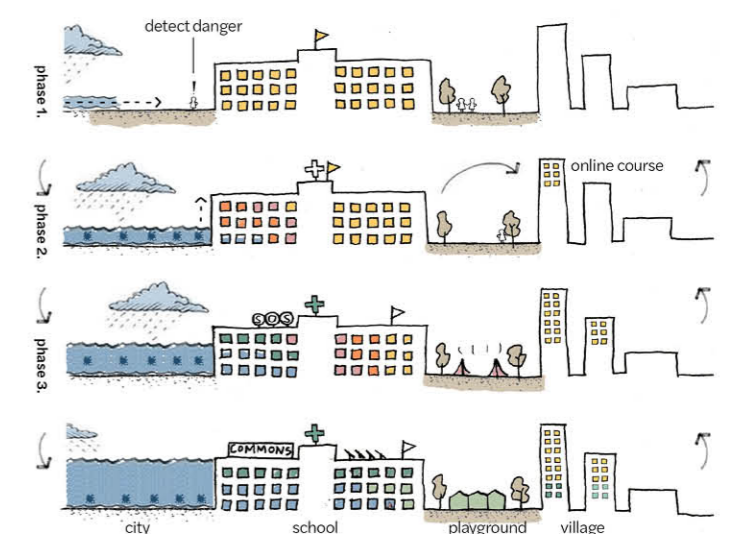 detect danger
phase 1.
online course
phase 2.
SOS
phase 3.
COMMONS
city
school
playground
village